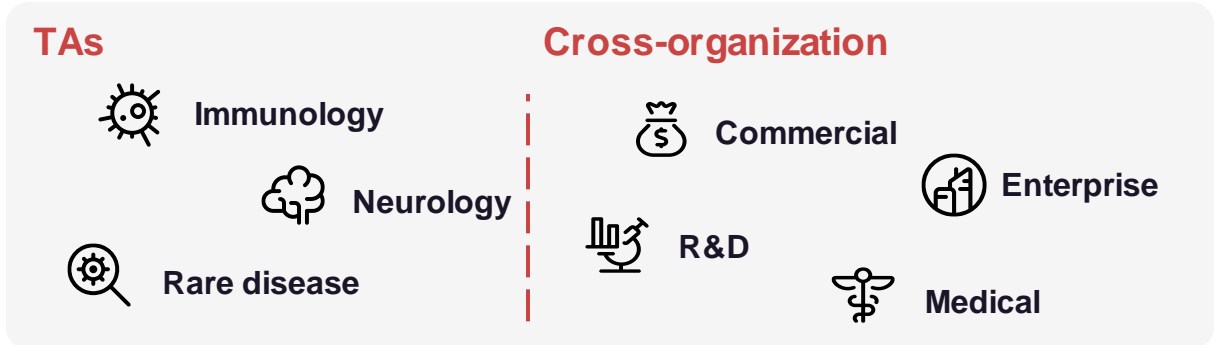 TAs
Immunology
Neurology
Rare disease
Cross-organization
$
Commercial
Enterprise
R&D
Medical